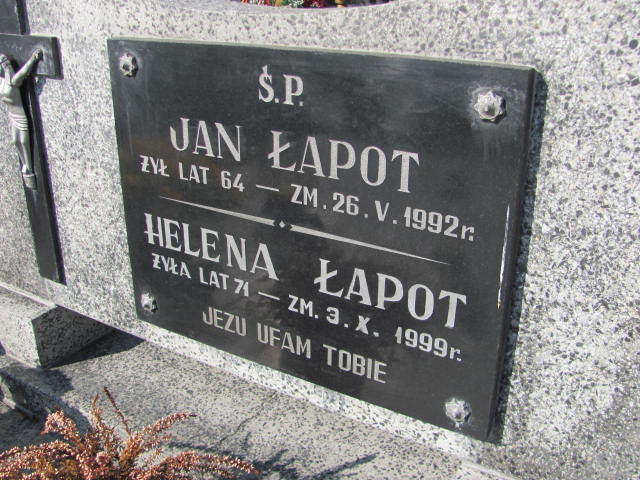 Ś.P.
JAN ŁAPOT
ŻYŁ LAT 64 — ZM. 26. V. 1992r.
HELENA ŁAPOT
ŻYŁA LAT 71 — ZM. 3. X. 1999r.
JEZU UFAM TOBIE